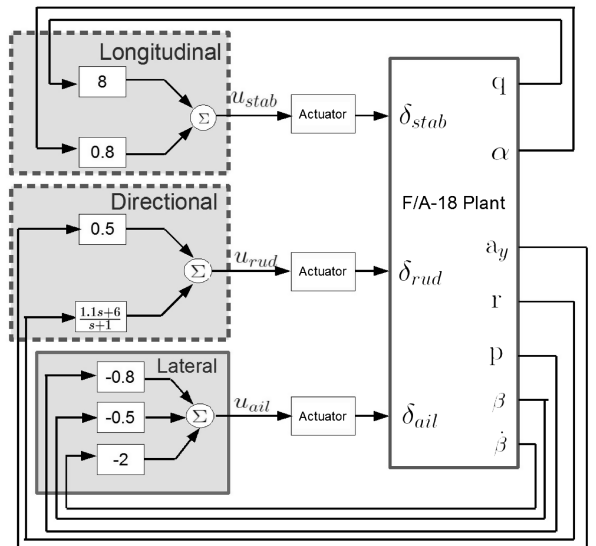 Longitudinal
8
0.8
Σ
u_stab
Actuator
δ_stab
q
α
F/A-18 Plant
Directional
0.5
1.1s+6
s+1
Σ
u_rud
Actuator
δ_rud
a_y
r
p
Lateral
-0.8
-0.5
-2
Σ
u_ail
Actuator
δ_ail
β
β̇